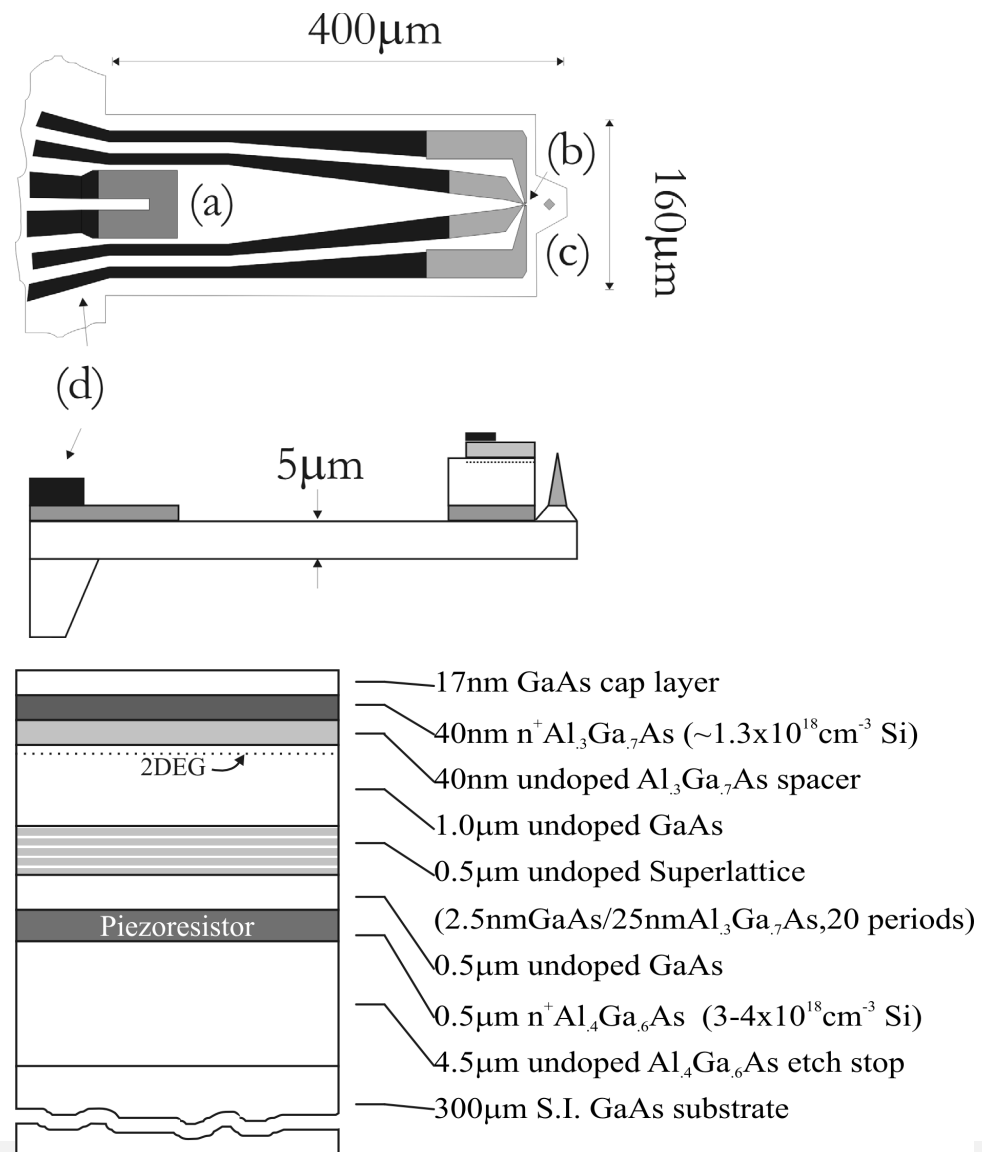 400μm
(a)
(b)
(c)
160μm
(d)
5μm
17nm GaAs cap layer
40nm n⁺Al.₃Ga.₇As (~1.3x10¹⁸cm⁻³ Si)
2DEG
40nm undoped Al.₃Ga.₇As spacer
1.0μm undoped GaAs
0.5μm undoped Superlattice
(2.5nmGaAs/25nmAl.₃Ga.₇As,20 periods)
Piezoresistor
0.5μm undoped GaAs
0.5μm n⁺Al.₄Ga.₆As (3-4x10¹⁸cm⁻³ Si)
4.5μm undoped Al.₄Ga.₆As etch stop
300μm S.I. GaAs substrate